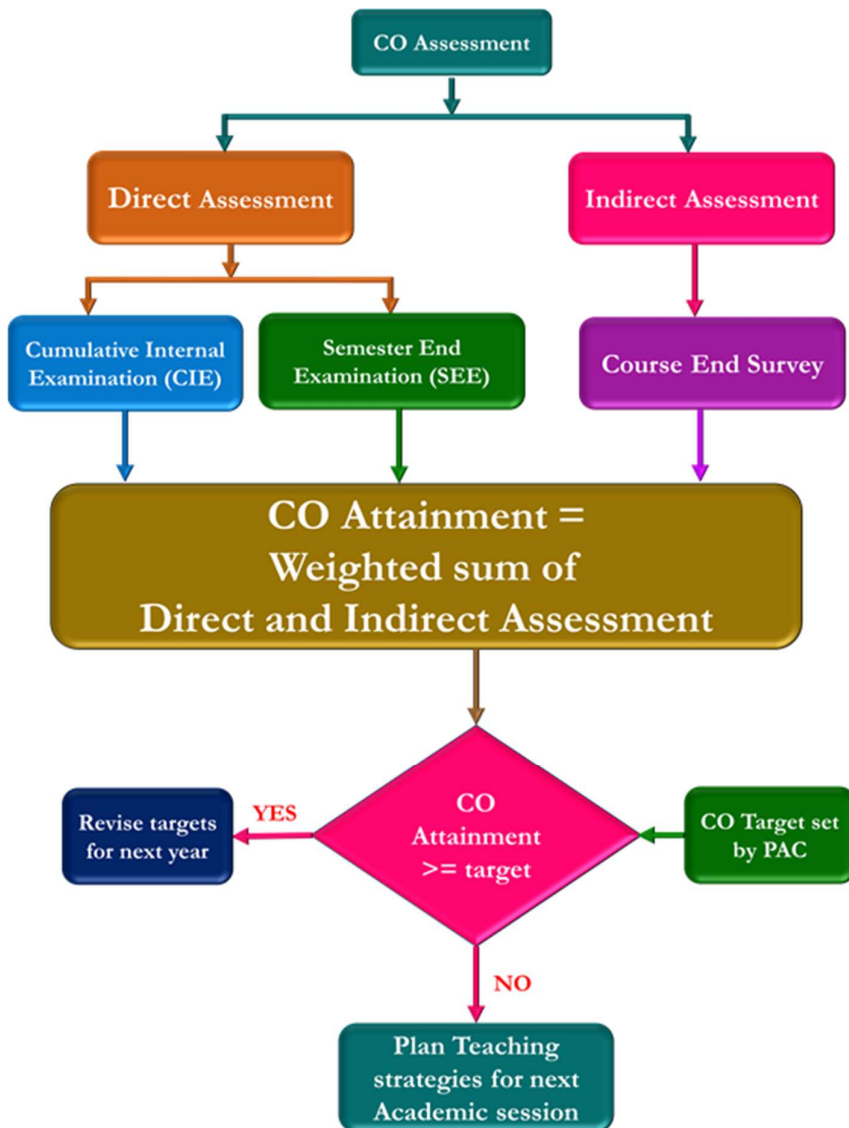 CO Assessment
Direct Assessment
Indirect Assessment
Cumulative Internal
Examination (CIE)
Semester End
Examination (SEE)
Course End Survey
CO Attainment =
Weighted sum of
Direct and Indirect Assessment
Revise targets
for next year
YES
CO
Attainment
>= target
CO Target set
by PAC
NO
Plan Teaching
strategies for next
Academic session